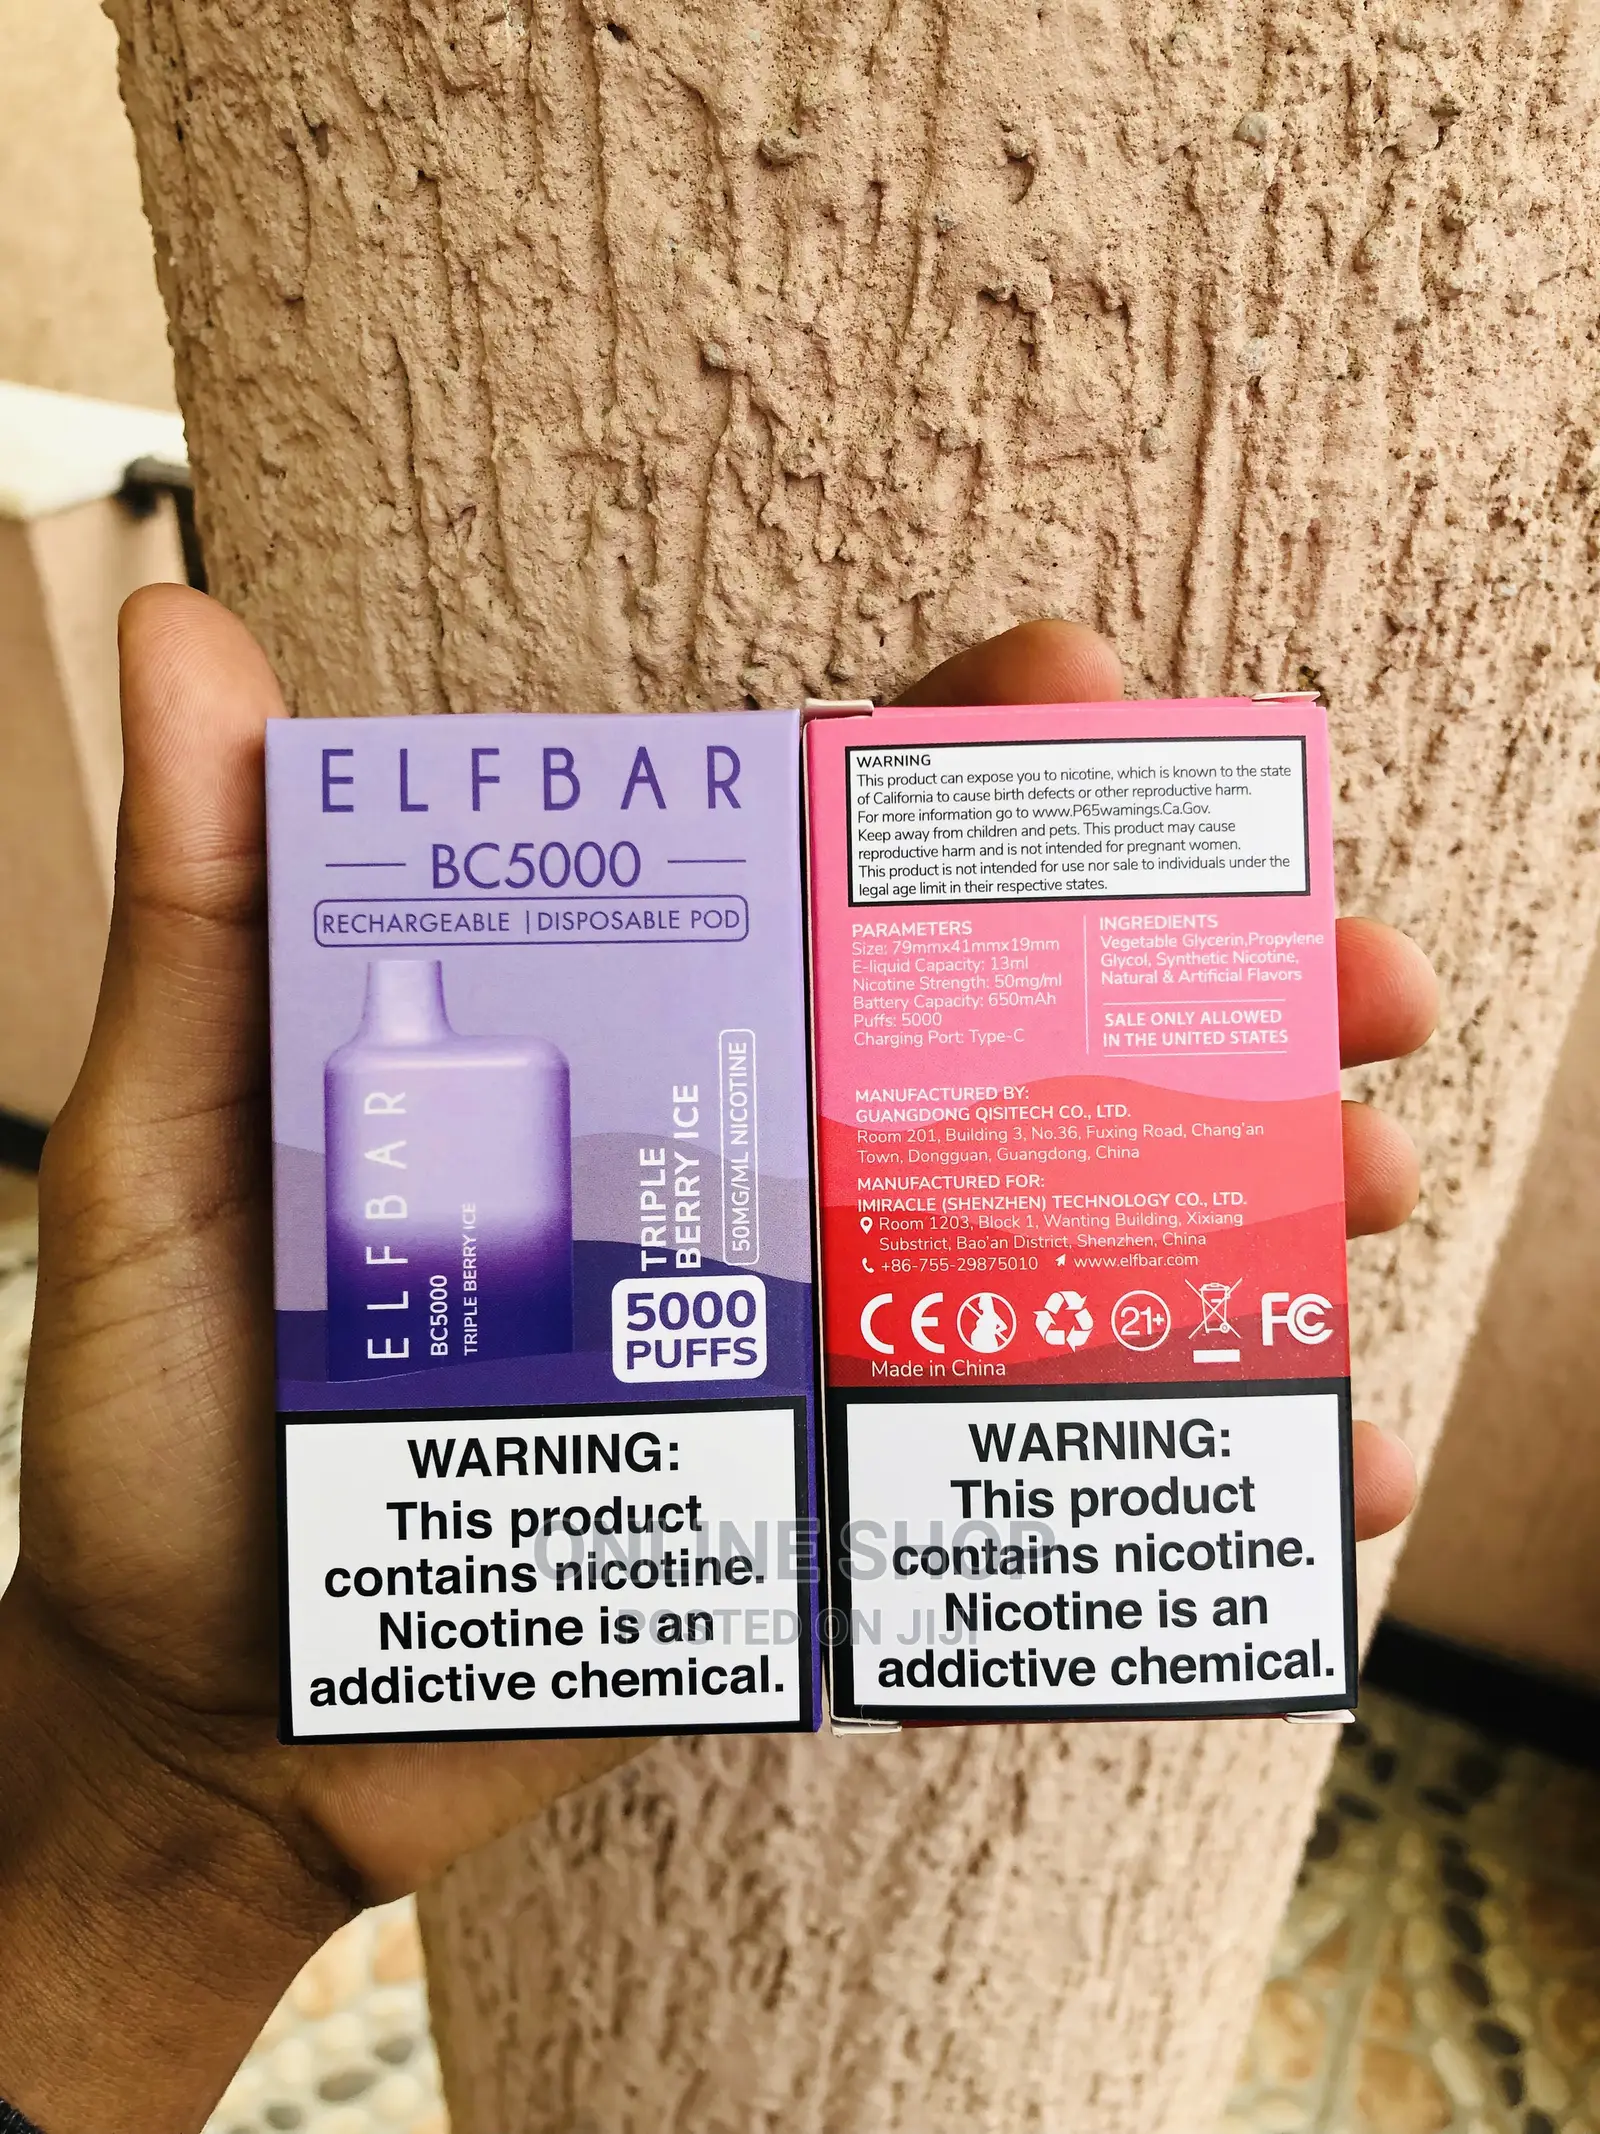 ELFBAR
BC5000
RECHARGEABLE | DISPOSABLE POD
ELFBAR
BC5000
TRIPLE BERRY ICE
TRIPLE
BERRY ICE
50MG/ML NICOTINE
5000
PUFFS
WARNING:
This product
contains nicotine.
Nicotine is an
addictive chemical.
WARNING
This product can expose you to nicotine, which is known to the state
of California to cause birth defects or other reproductive harm.
For more information go to www.P65wamings.Ca.Gov.
Keep away from children and pets. This product may cause
reproductive harm and is not intended for pregnant women.
This product is not intended for use nor sale to individuals under the
legal age limit in their respective states.
PARAMETERS
Size: 79mmx41mmx19mm
E-liquid Capacity: 13ml
Nicotine Strength: 50mg/ml
Battery Capacity: 650mAh
Puffs: 5000
Charging Port: Type-C
INGREDIENTS
Vegetable Glycerin,Propylene
Glycol, Synthetic Nicotine,
Natural & Artificial Flavors
SALE ONLY ALLOWED
IN THE UNITED STATES
MANUFACTURED BY:
GUANGDONG QISITECH CO., LTD.
Room 201, Building 3, No.36, Fuxing Road, Chang'an
Town, Dongguan, Guangdong, China
MANUFACTURED FOR:
IMIRACLE (SHENZHEN) TECHNOLOGY CO., LTD.
Room 1203, Block 1, Wanting Building, Xixiang
Substrict, Bao'an District, Shenzhen, China
+86-755-29875010 www.elfbar.com
CE 21+ FC
Made in China
WARNING:
This product
contains nicotine.
Nicotine is an
addictive chemical.
ONLINE SHOP
POSTED ON JIJI